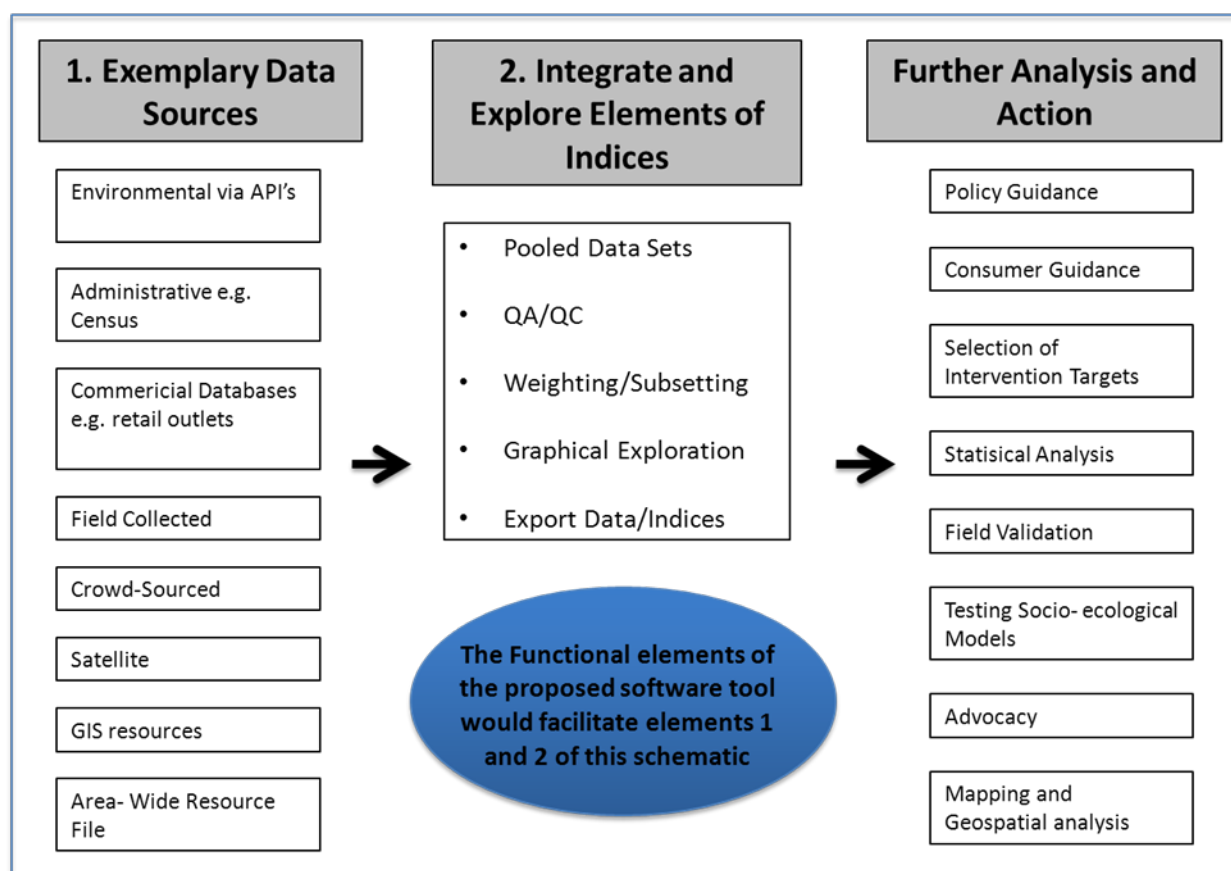 1. Exemplary Data
Sources
Environmental via API's
Administrative e.g.
Census
Commericial Databases
e.g. retail outlets
Field Collected
Crowd-Sourced
Satellite
GIS resources
Area- Wide Resource
File
2. Integrate and
Explore Elements of
Indices
• Pooled Data Sets
• QA/QC
• Weighting/Subsetting
• Graphical Exploration
• Export Data/Indices
The Functional elements of
the proposed software tool
would facilitate elements 1
and 2 of this schematic
Further Analysis and
Action
Policy Guidance
Consumer Guidance
Selection of
Intervention Targets
Statisical Analysis
Field Validation
Testing Socio- ecological
Models
Advocacy
Mapping and
Geospatial analysis